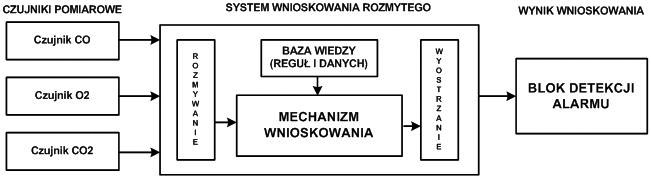 CZUJNIKI POMIAROWE
SYSTEM WNIOSKOWANIA ROZMYTEGO
WYNIK WNIOSKOWANIA
Czujnik CO
Czujnik O2
Czujnik CO2
ROZMYWANIE
BAZA WIEDZY
(REGUŁ I DANYCH)
MECHANIZM
WNIOSKOWANIA
WYOSTRZANIE
BLOK DETEKCJI
ALARMU